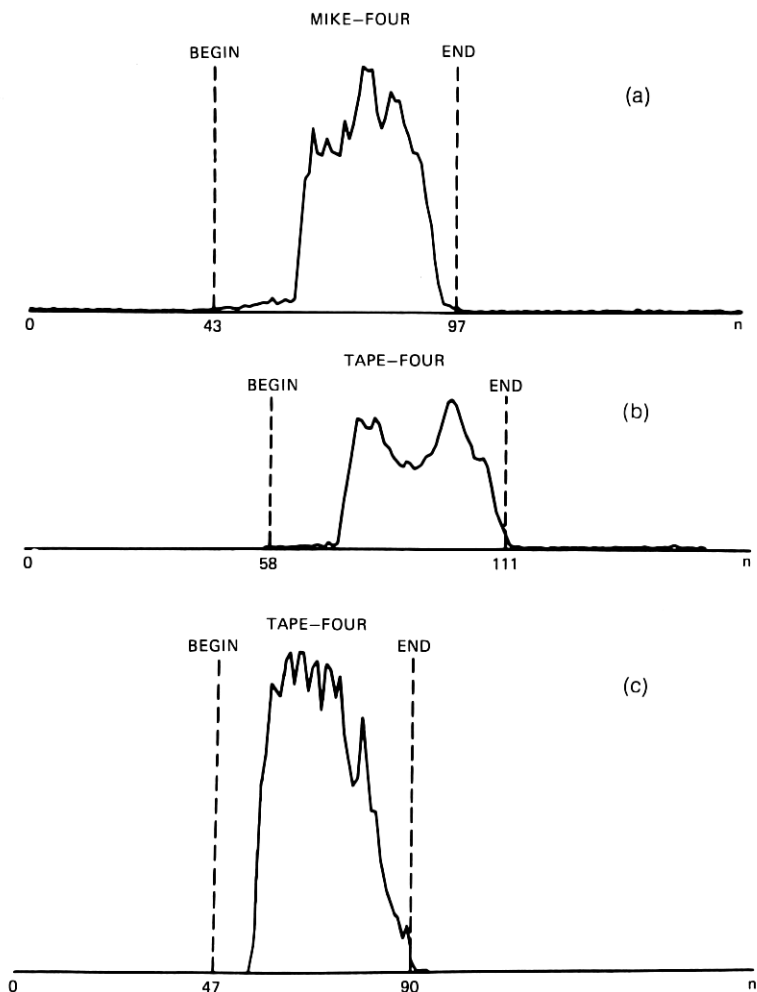 MIKE–FOUR
BEGIN END
(a)
0 43 97 n
TAPE–FOUR
BEGIN END
(b)
0 58 111 n
TAPE–FOUR
BEGIN END
(c)
0 47 90 n